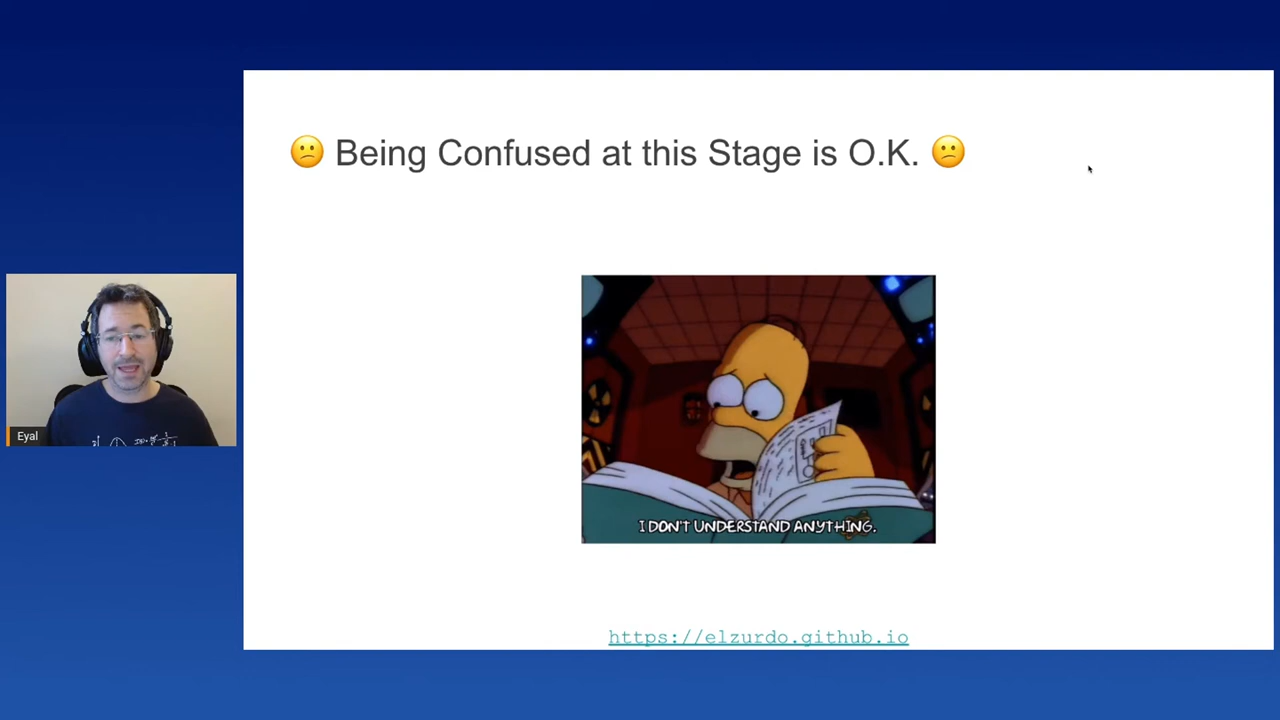 😕 Being Confused at this Stage is O.K. 😕
Eyal
I DON'T UNDERSTAND ANYTHING.
https://elzurdo.github.io